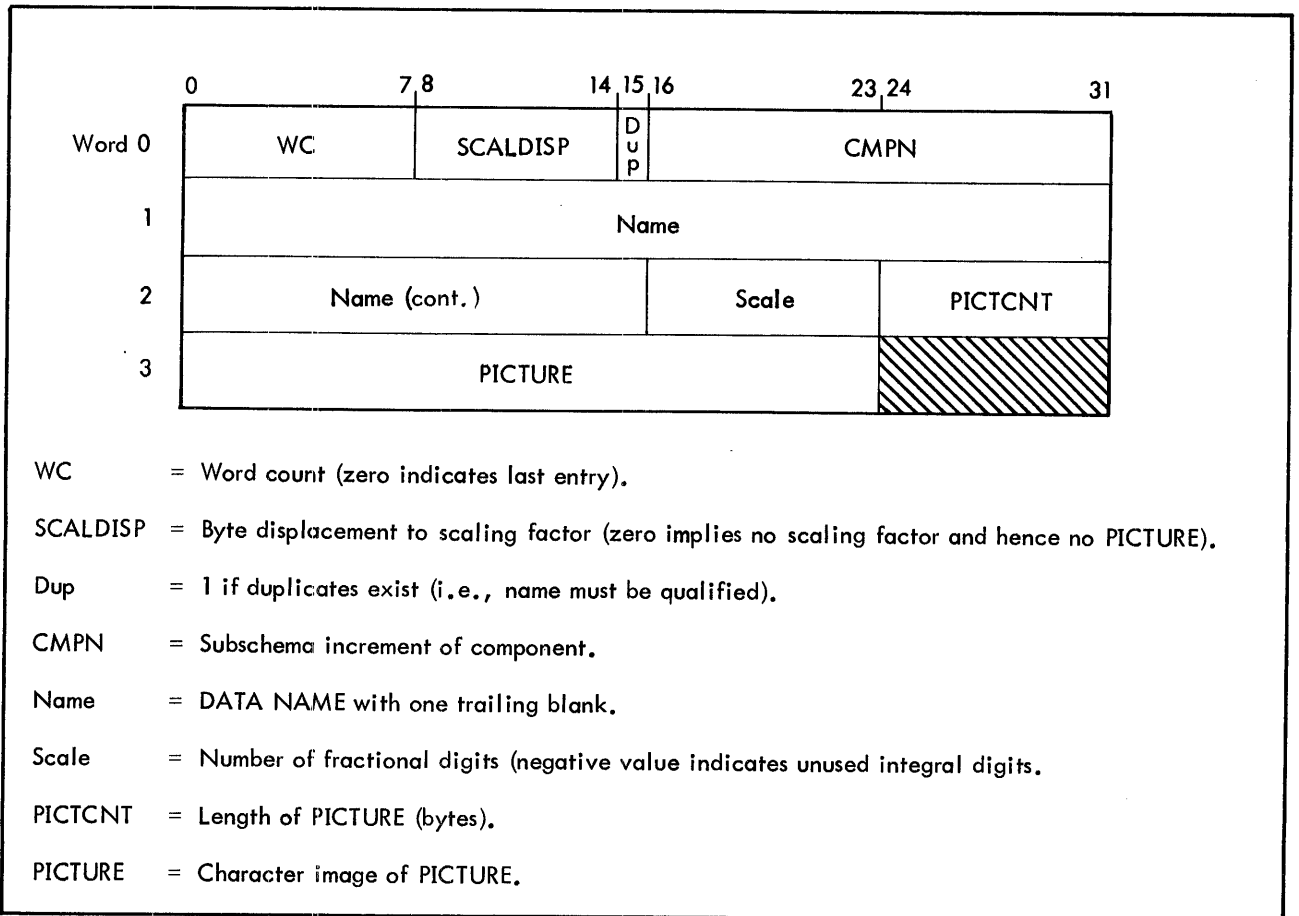 0 7 8 14 15 16 23 24 31
Word 0 WC SCALDISP Dup CMPN
1 Name
2 Name (cont.) Scale PICTCNT
3 PICTURE
WC = Word count (zero indicates last entry).
SCALDISP = Byte displacement to scaling factor (zero implies no scaling factor and hence no PICTURE).
Dup = 1 if duplicates exist (i.e., name must be qualified).
CMPN = Subschema increment of component.
Name = DATA NAME with one trailing blank.
Scale = Number of fractional digits (negative value indicates unused integral digits.
PICTCNT = Length of PICTURE (bytes).
PICTURE = Character image of PICTURE.